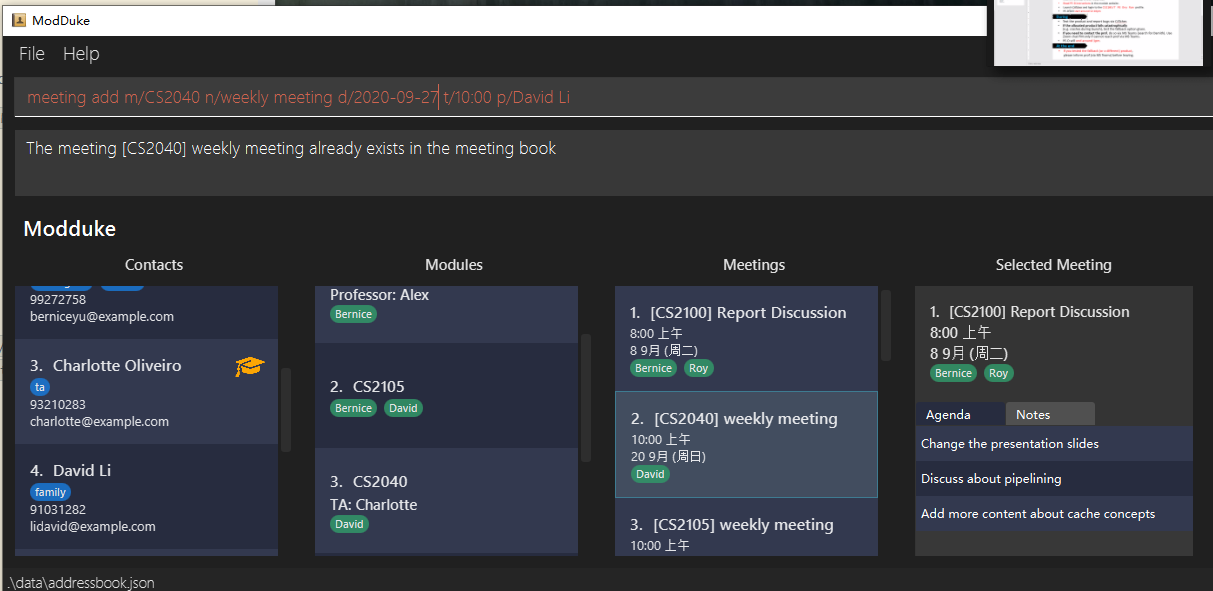 ModDuke
File Help
meeting add m/CS2040 n/weekly meeting d/2020-09-27 t/10:00 p/David Li
The meeting [CS2040] weekly meeting already exists in the meeting book
Modduke
Contacts
99272758
berniceyu@example.com
3. Charlotte Oliveiro
ta
93210283
charlotte@example.com
4. David Li
family
91031282
lidavid@example.com
Modules
Professor: Alex
Bernice
2. CS2105
Bernice David
3. CS2040
TA: Charlotte
David
Meetings
1. [CS2100] Report Discussion
8:00 上午
8 9月 (周二)
Bernice Roy
2. [CS2040] weekly meeting
10:00 上午
20 9月 (周日)
David
3. [CS2105] weekly meeting
10:00 上午
Selected Meeting
1. [CS2100] Report Discussion
8:00 上午
8 9月 (周二)
Bernice Roy
Agenda Notes
Change the presentation slides
Discuss about pipelining
Add more content about cache concepts
.\data\addressbook.json